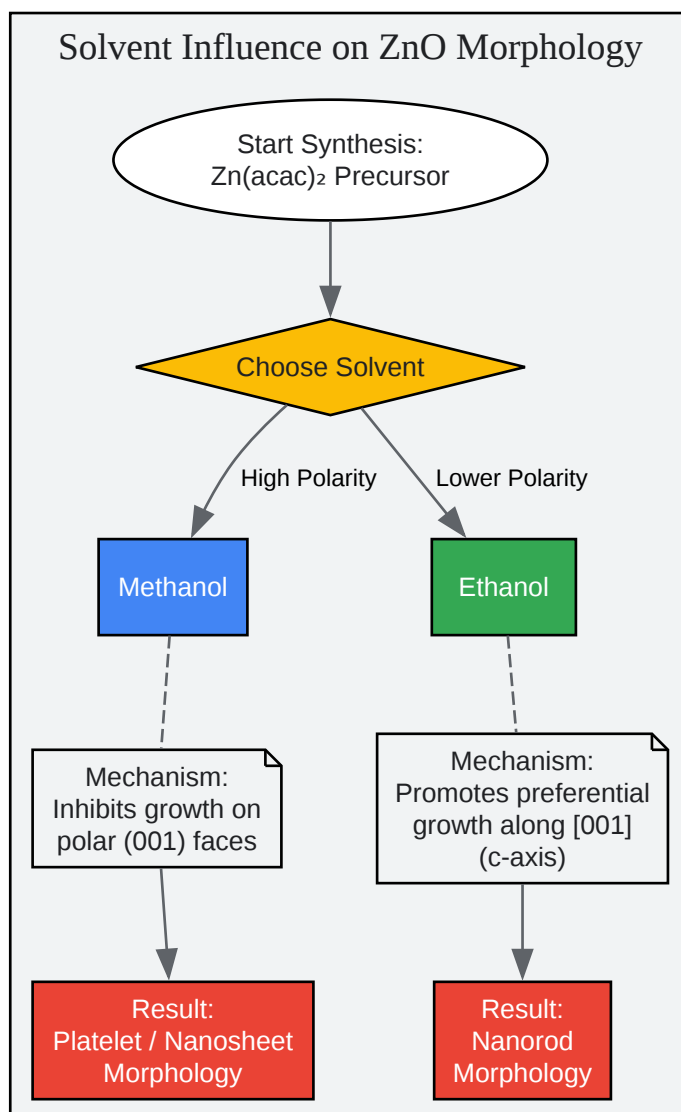 Solvent Influence on ZnO Morphology
Start Synthesis:
Zn(acac)₂ Precursor
Choose Solvent
High Polarity
Lower Polarity
Methanol
Ethanol
Mechanism:
Inhibits growth on
polar (001) faces
Mechanism:
Promotes preferential
growth along [001]
(c-axis)
Result:
Platelet / Nanosheet
Morphology
Result:
Nanorod
Morphology